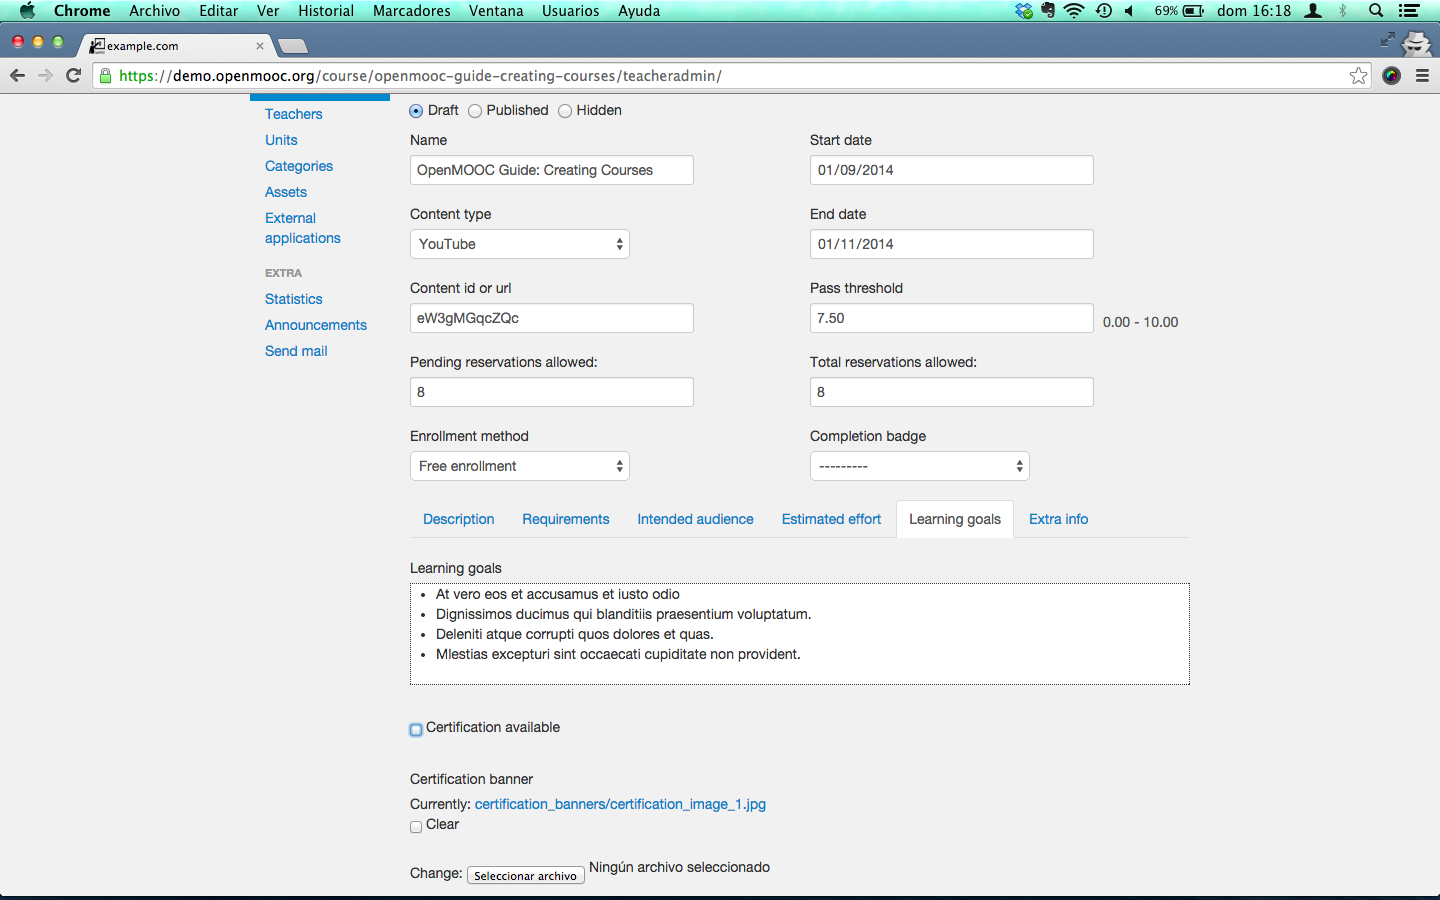 Chrome Archivo Editar Ver Historial Marcadores Ventana Usuarios Ayuda 69% dom 16:18
example.com
https://demo.openmooc.org/course/openmooc-guide-creating-courses/teacheradmin/
Teachers
Units
Categories
Assets
External
applications
EXTRA
Statistics
Announcements
Send mail
Draft Published Hidden
Name Start date
OpenMOOC Guide: Creating Courses 01/09/2014
Content type End date
YouTube 01/11/2014
Content id or url Pass threshold
eW3gMGqcZQc 7.50 0.00 - 10.00
Pending reservations allowed: Total reservations allowed:
8 8
Enrollment method Completion badge
Free enrollment ---------
Description Requirements Intended audience Estimated effort Learning goals Extra info
Learning goals
• At vero eos et accusamus et iusto odio
• Dignissimos ducimus qui blanditiis praesentium voluptatum.
• Deleniti atque corrupti quos dolores et quas.
• Mlestias excepturi sint occaecati cupiditate non provident.
Certification available
Certification banner
Currently: certification_banners/certification_image_1.jpg
Clear
Change: Seleccionar archivo Ningún archivo seleccionado